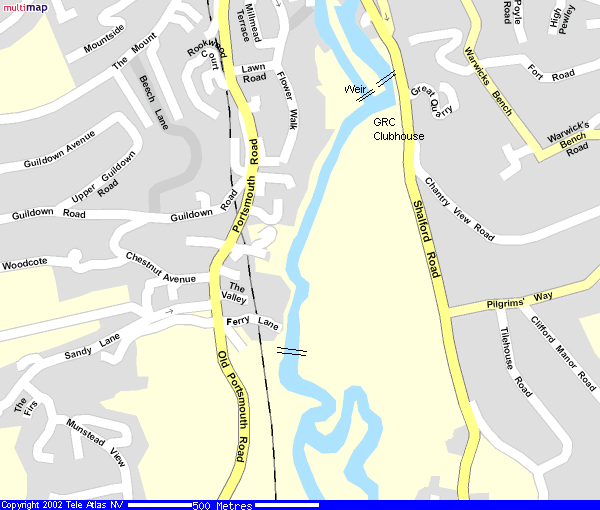 multimap
Mountside
The Mount
Rookwood
Court
Millmead
Terrace
Lawn
Road
Flower Walk
Beech Lane
Poyle
Road
High
Pewley
Warwicks Bench
Fort Road
Great Quarry
Weir
GRC
Clubhouse
Warwick's
Bench
Road
Guildown Avenue
Upper Guildown
Road
Portsmouth Road
Guildown Road
Guildown Road
Chantry View Road
Shalford Road
Woodcote
Chestnut Avenue
The
Valley
Pilgrims' Way
Ferry Lane
Sandy Lane
Old Portsmouth Road
Tilehouse Road
Clifford Manor Road
The
Firs
Munstead View
Copyright 2002 Tele Atlas NV
500 Metres